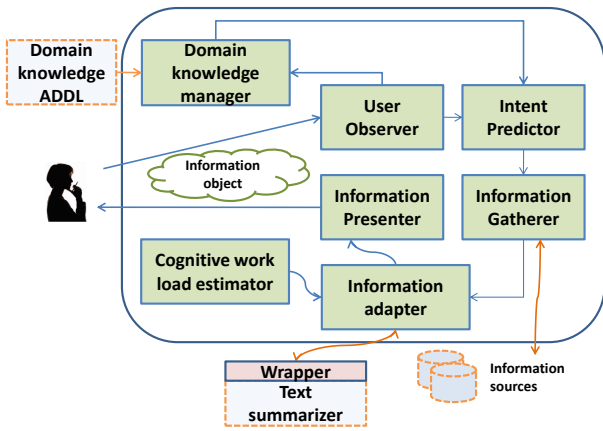 Domain
knowledge
ADDL
Domain
knowledge
manager
User
Observer
Intent
Predictor
Information
object
Information
Presenter
Information
Gatherer
Cognitive work
load estimator
Information
adapter
Wrapper
Text
summarizer
Information
sources